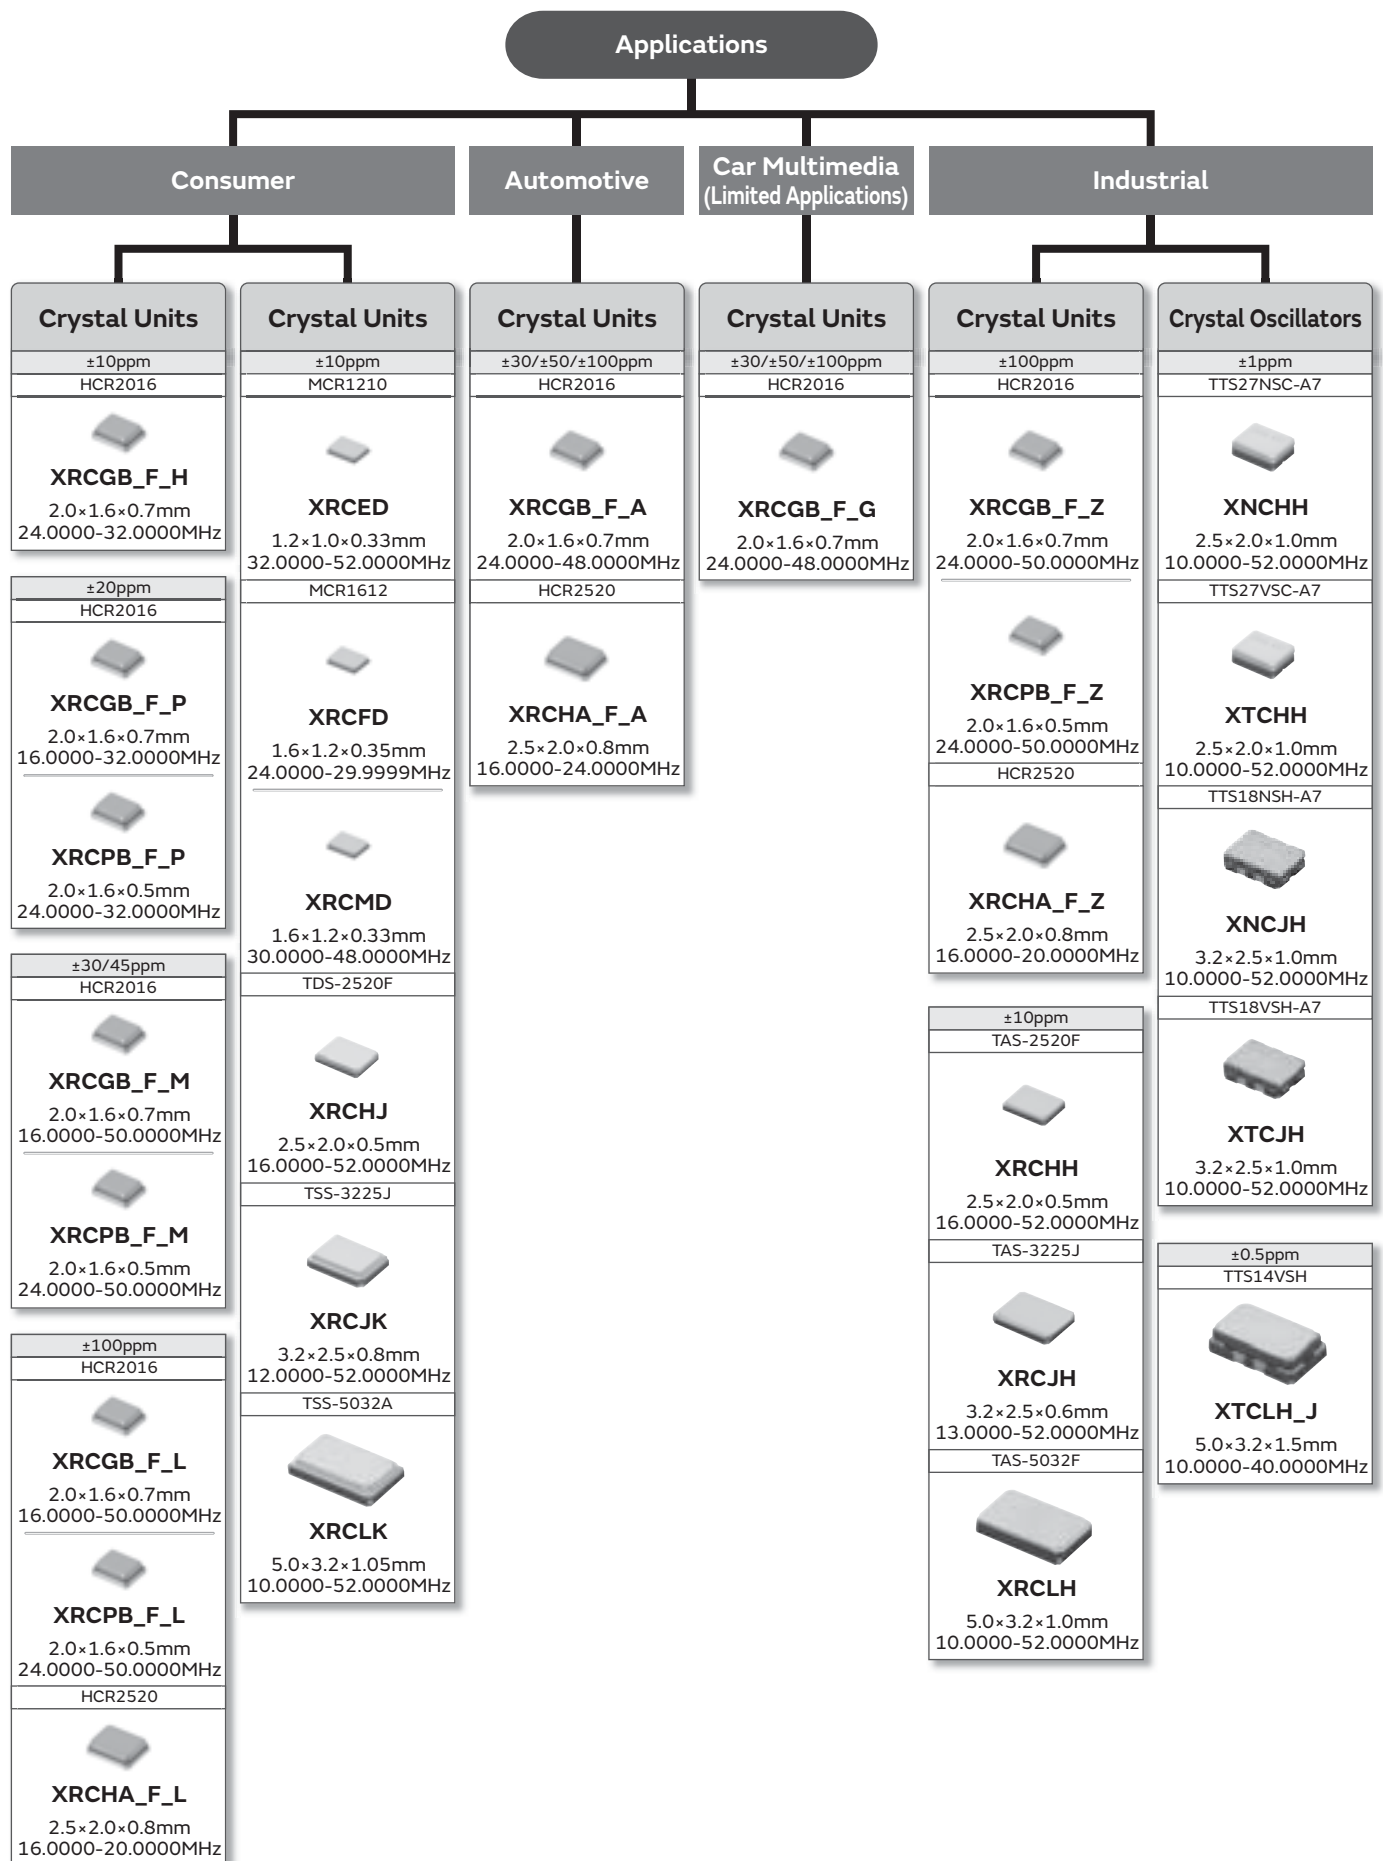 Applications
Consumer
Automotive
Car Multimedia
(Limited Applications)
Industrial
Crystal Units
±10ppm
HCR2016
XRCGB_F_H
2.0×1.6×0.7mm
24.0000-32.0000MHz
±20ppm
HCR2016
XRCGB_F_P
2.0×1.6×0.7mm
16.0000-32.0000MHz
XRCPB_F_P
2.0×1.6×0.5mm
24.0000-32.0000MHz
±30/45ppm
HCR2016
XRCGB_F_M
2.0×1.6×0.7mm
16.0000-50.0000MHz
XRCPB_F_M
2.0×1.6×0.5mm
24.0000-50.0000MHz
±100ppm
HCR2016
XRCGB_F_L
2.0×1.6×0.7mm
16.0000-50.0000MHz
XRCPB_F_L
2.0×1.6×0.5mm
24.0000-50.0000MHz
HCR2520
XRCHA_F_L
2.5×2.0×0.8mm
16.0000-20.0000MHz
Crystal Units
±10ppm
MCR1210
XRCED
1.2×1.0×0.33mm
32.0000-52.0000MHz
MCR1612
XRCFD
1.6×1.2×0.35mm
24.0000-29.9999MHz
XRCMD
1.6×1.2×0.33mm
30.0000-48.0000MHz
TDS-2520F
XRCHJ
2.5×2.0×0.5mm
16.0000-52.0000MHz
TSS-3225J
XRCJK
3.2×2.5×0.8mm
12.0000-52.0000MHz
TSS-5032A
XRCLK
5.0×3.2×1.05mm
10.0000-52.0000MHz
Crystal Units
±30/±50/±100ppm
HCR2016
XRCGB_F_A
2.0×1.6×0.7mm
24.0000-48.0000MHz
HCR2520
XRCHA_F_A
2.5×2.0×0.8mm
16.0000-24.0000MHz
Crystal Units
±30/±50/±100ppm
HCR2016
XRCGB_F_G
2.0×1.6×0.7mm
24.0000-48.0000MHz
Crystal Units
±100ppm
HCR2016
XRCGB_F_Z
2.0×1.6×0.7mm
24.0000-50.0000MHz
XRCPB_F_Z
2.0×1.6×0.5mm
24.0000-50.0000MHz
HCR2520
XRCHA_F_Z
2.5×2.0×0.8mm
16.0000-20.0000MHz
±10ppm
TAS-2520F
XRCHH
2.5×2.0×0.5mm
16.0000-52.0000MHz
TAS-3225J
XRCJH
3.2×2.5×0.6mm
13.0000-52.0000MHz
TAS-5032F
XRCLH
5.0×3.2×1.0mm
10.0000-52.0000MHz
Crystal Oscillators
±1ppm
TTS27NSC-A7
XNCHH
2.5×2.0×1.0mm
10.0000-52.0000MHz
TTS27VSC-A7
XTCHH
2.5×2.0×1.0mm
10.0000-52.0000MHz
TTS18NSH-A7
XNCJH
3.2×2.5×1.0mm
10.0000-52.0000MHz
TTS18VSH-A7
XTCJH
3.2×2.5×1.0mm
10.0000-52.0000MHz
±0.5ppm
TTS14VSH
XTCLH_J
5.0×3.2×1.5mm
10.0000-40.0000MHz